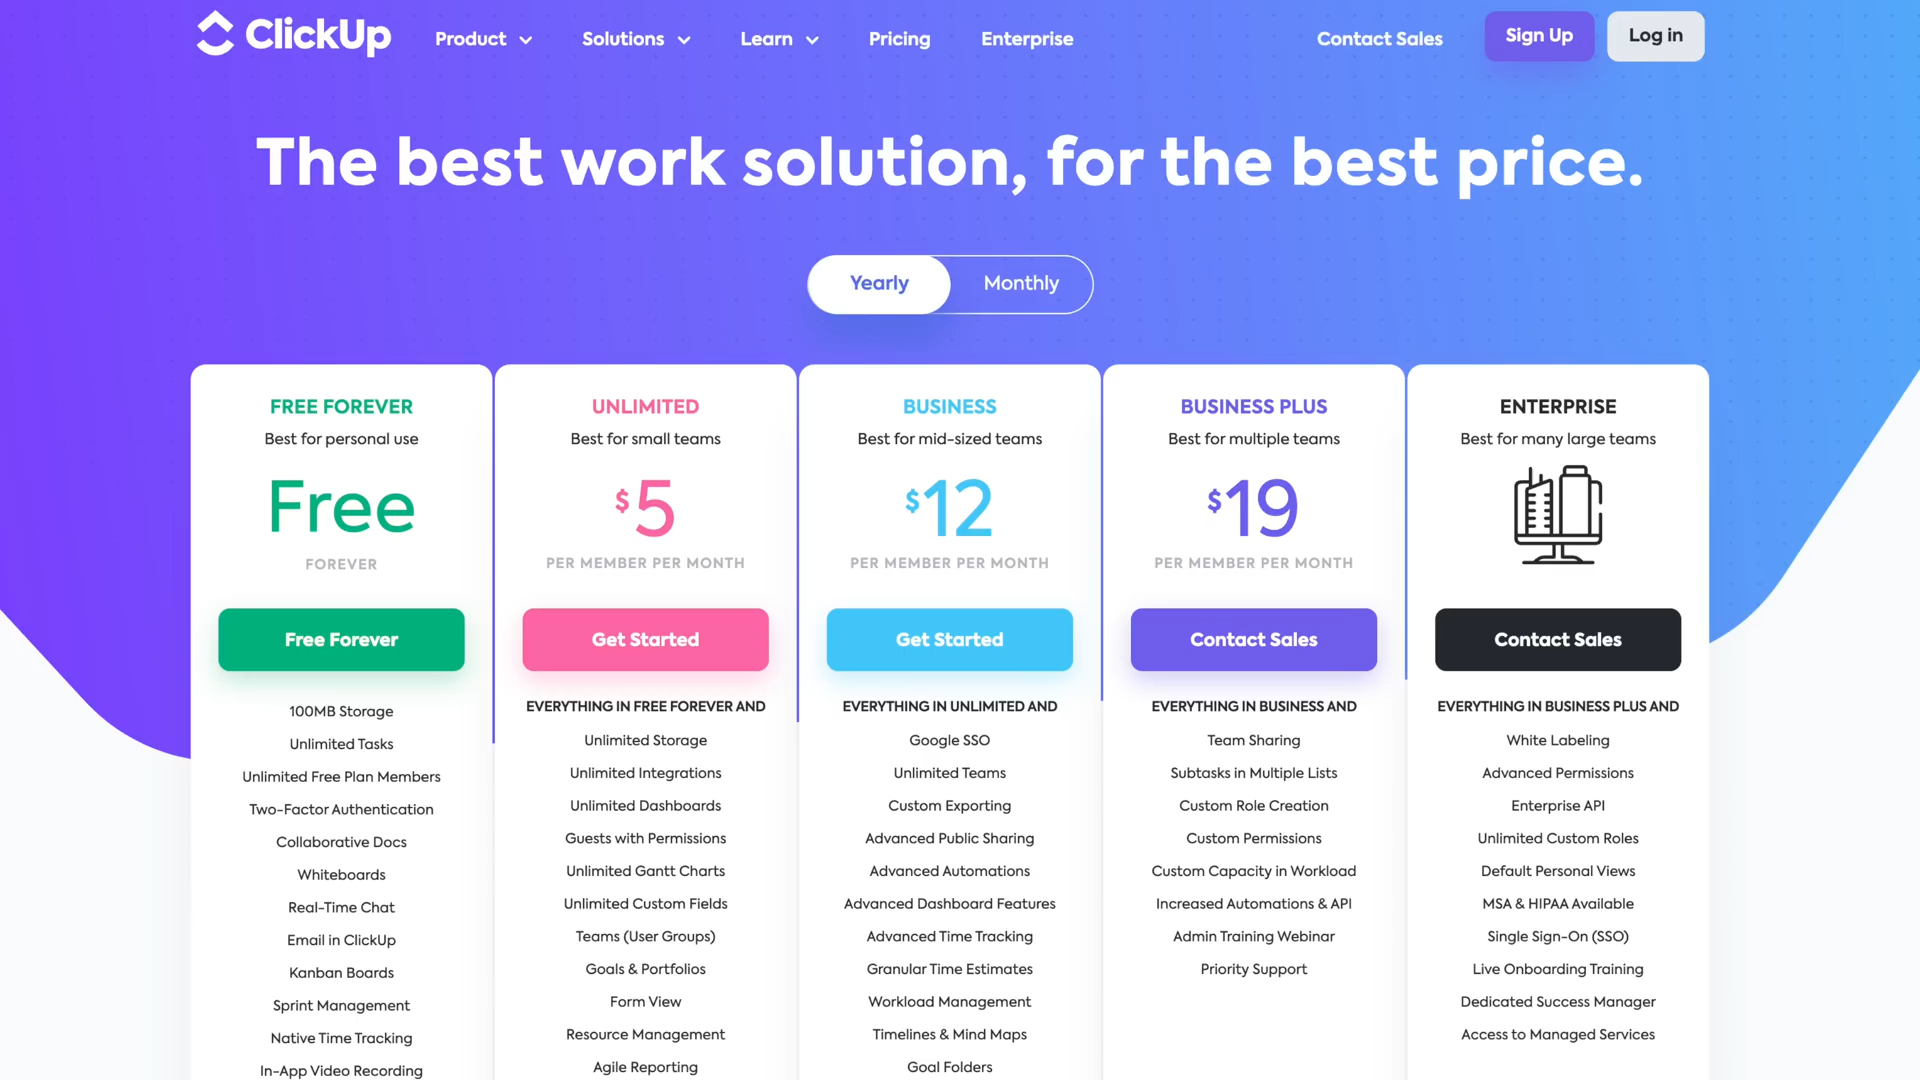 ClickUp
Product
Solutions
Learn
Pricing
Enterprise
Contact Sales
Sign Up
Log in
The best work solution, for the best price.
Yearly
Monthly
FREE FOREVER
Best for personal use
Free
FOREVER
Free Forever
100MB Storage
Unlimited Tasks
Unlimited Free Plan Members
Two-Factor Authentication
Collaborative Docs
Whiteboards
Real-Time Chat
Email in ClickUp
Kanban Boards
Sprint Management
Native Time Tracking
In-App Video Recording
UNLIMITED
Best for small teams
$5
PER MEMBER PER MONTH
Get Started
EVERYTHING IN FREE FOREVER AND
Unlimited Storage
Unlimited Integrations
Unlimited Dashboards
Guests with Permissions
Unlimited Gantt Charts
Unlimited Custom Fields
Teams (User Groups)
Goals & Portfolios
Form View
Resource Management
Agile Reporting
BUSINESS
Best for mid-sized teams
$12
PER MEMBER PER MONTH
Get Started
EVERYTHING IN UNLIMITED AND
Google SSO
Unlimited Teams
Custom Exporting
Advanced Public Sharing
Advanced Automations
Advanced Dashboard Features
Advanced Time Tracking
Granular Time Estimates
Workload Management
Timelines & Mind Maps
Goal Folders
BUSINESS PLUS
Best for multiple teams
$19
PER MEMBER PER MONTH
Contact Sales
EVERYTHING IN BUSINESS AND
Team Sharing
Subtasks in Multiple Lists
Custom Role Creation
Custom Permissions
Custom Capacity in Workload
Increased Automations & API
Admin Training Webinar
Priority Support
ENTERPRISE
Best for many large teams
Contact Sales
EVERYTHING IN BUSINESS PLUS AND
White Labeling
Advanced Permissions
Enterprise API
Unlimited Custom Roles
Default Personal Views
MSA & HIPAA Available
Single Sign-On (SSO)
Live Onboarding Training
Dedicated Success Manager
Access to Managed Services